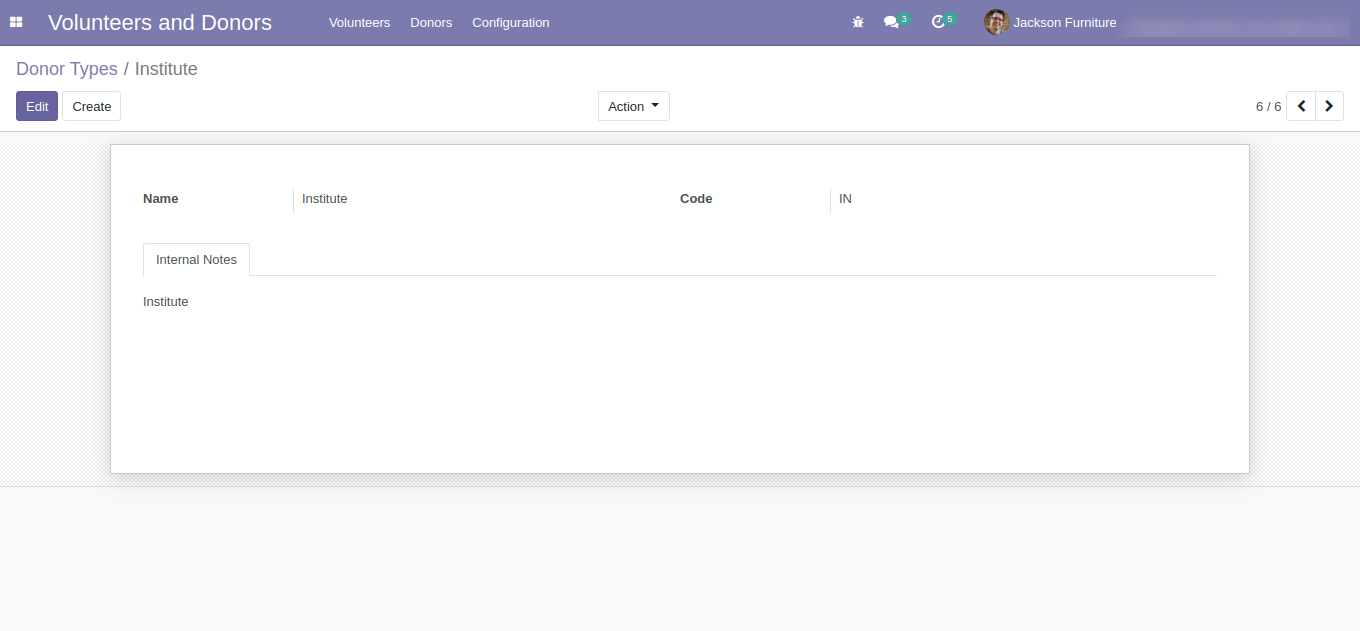 Volunteers and Donors Volunteers Donors Configuration 3 5 Jackson Furniture
Donor Types / Institute
Edit Create Action 6 / 6
Name Institute Code IN
Internal Notes
Institute